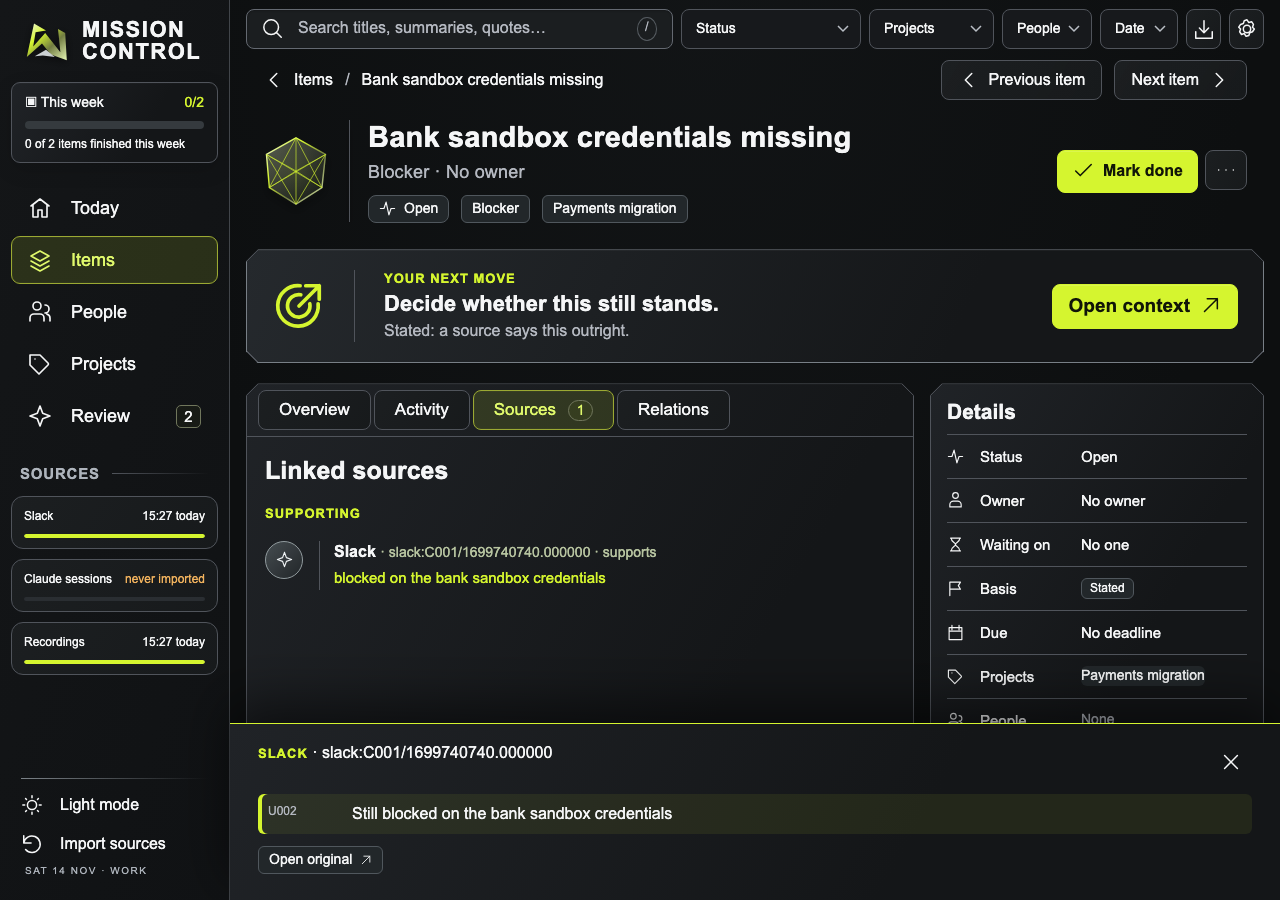 MISSION
CONTROL
This week 0/2
0 of 2 items finished this week
Today
Items
People
Projects
Review 2
SOURCES
Slack 15:27 today
Claude sessions never imported
Recordings 15:27 today
Light mode
Import sources
SAT 14 NOV · WORK
Search titles, summaries, quotes… /
Status
Projects
People
Date
Items / Bank sandbox credentials missing
Previous item
Next item
Bank sandbox credentials missing
Blocker · No owner
Open
Blocker
Payments migration
Mark done
···
YOUR NEXT MOVE
Decide whether this still stands.
Stated: a source says this outright.
Open context
Overview
Activity
Sources 1
Relations
Linked sources
SUPPORTING
Slack · slack:C001/1699740740.000000 · supports
blocked on the bank sandbox credentials
Details
Status Open
Owner No owner
Waiting on No one
Basis Stated
Due No deadline
Projects Payments migration
People None
SLACK · slack:C001/1699740740.000000
U002 Still blocked on the bank sandbox credentials
Open original